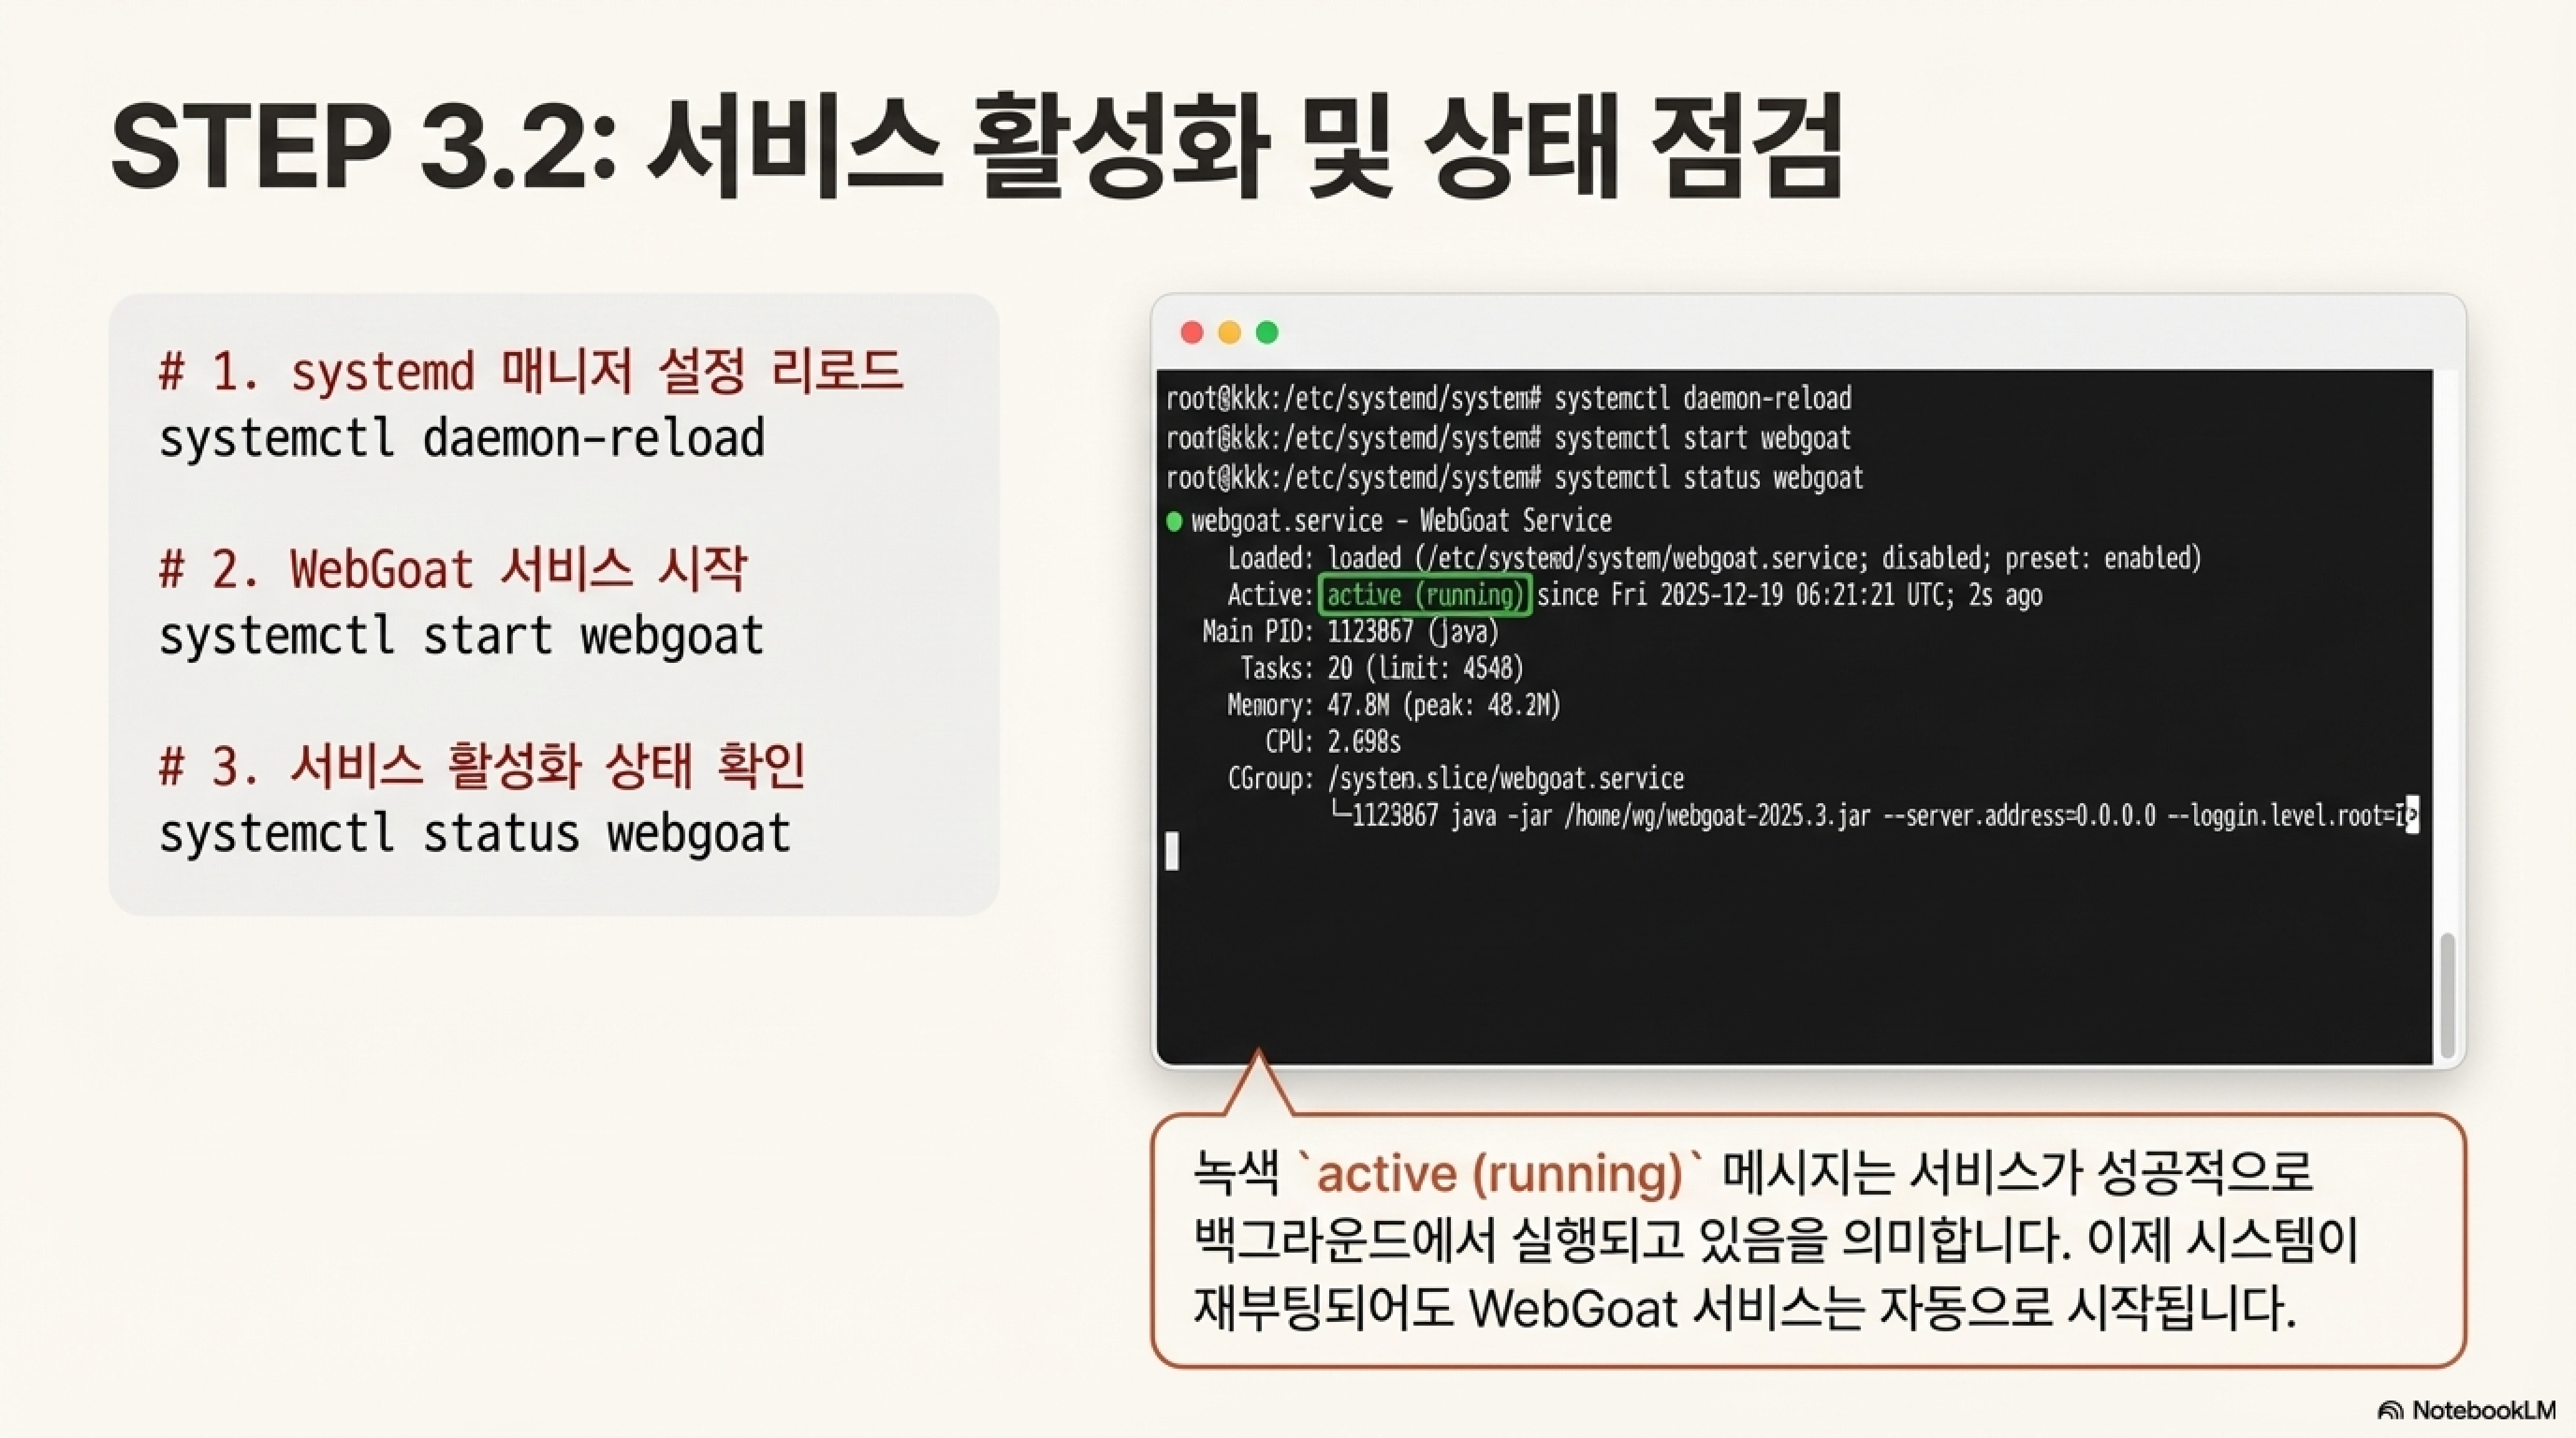 STEP 3.2: 서비스 활성화 및 상태 점검
# 1. systemd 매니저 설정 리로드
systemctl daemon-reload
# 2. WebGoat 서비스 시작
systemctl start webgoat
# 3. 서비스 활성화 상태 확인
systemctl status webgoat
root@kkk:/etc/systemd/system# systemctl daemon-reload
root@kkk:/etc/systemd/system# systemctl start webgoat
root@kkk:/etc/systemd/system# systemctl status webgoat
webgoat.service - WebGoat Service
Loaded: loaded (/etc/systemd/system/webgoat.service; disabled; preset: enabled)
Active: active (running) since Fri 2025-12-19 06:21:21 UTC; 2s ago
Main PID: 1123867 (java)
Tasks: 20 (limit: 4548)
Memory: 47.8M (peak: 48.2M)
CPU: 2.098s
CGroup: /system.slice/webgoat.service
└─1123867 java -jar /home/wg/webgoat-2025.3.jar --server.address=0.0.0.0
녹색 `active (running)` 메시지는 서비스가 성공적으로
백그라운드에서 실행되고 있음을 의미합니다. 이제 시스템이
재부팅되어도 WebGoat 서비스는 자동으로 시작됩니다.
NotebookLM